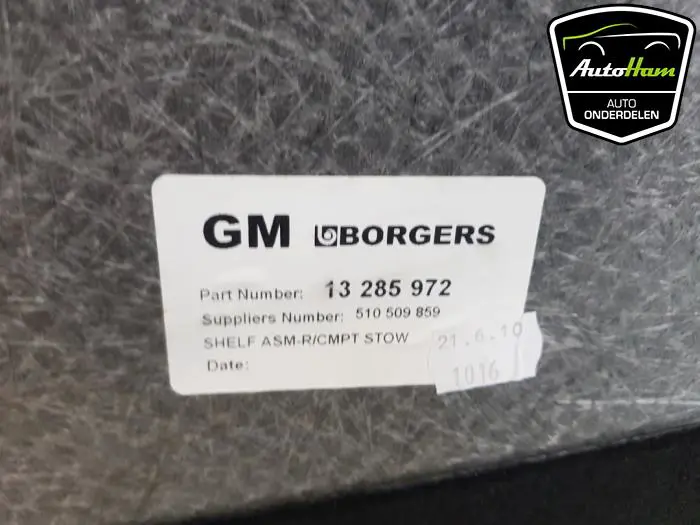 AutoHam
AUTO
ONDERDELEN
GM BORGERS
Part Number: 13 285 972
Suppliers Number: 510 509 859
SHELF ASM-R/CMPT STOW
Date:
21.6.10
1016